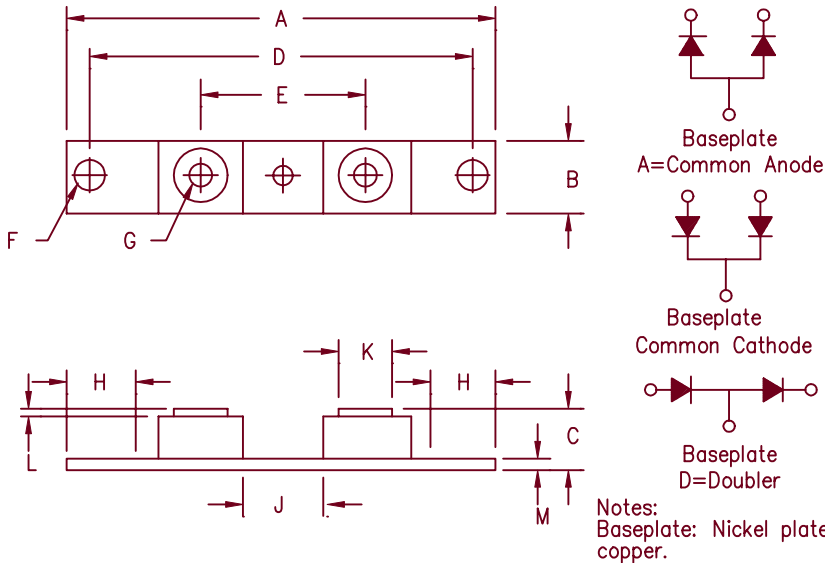 A
D
E
B
F
G
Baseplate
A=Common Anode
Baseplate
Common Cathode
H
K
H
L
C
J
M
Baseplate
D=Doubler
Notes:
Baseplate: Nickel plate
copper.